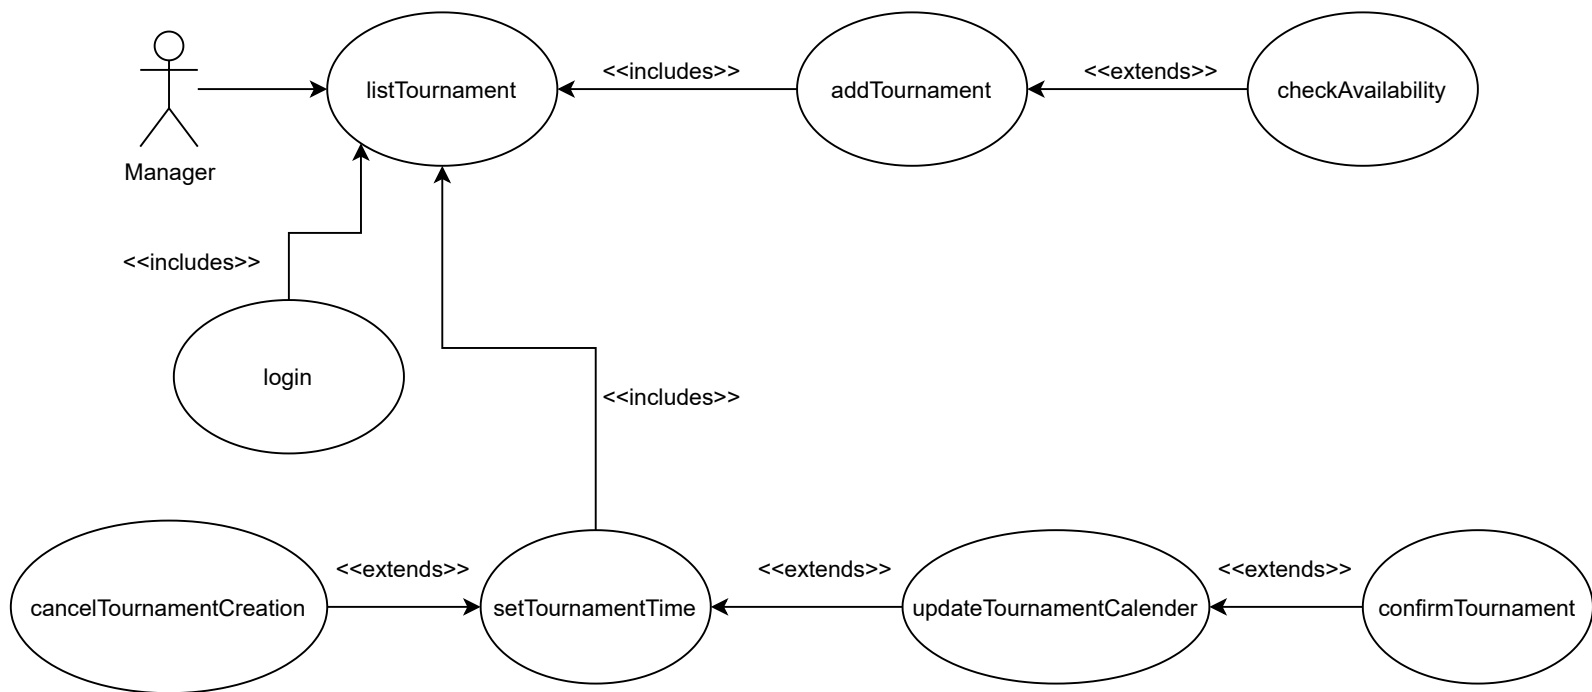 listTournament
<<includes>>
addTournament
<<extends>>
checkAvailability
Manager
<<includes>>
login
<<includes>>
cancelTournamentCreation
<<extends>>
setTournamentTime
<<extends>>
updateTournamentCalender
<<extends>>
confirmTournament